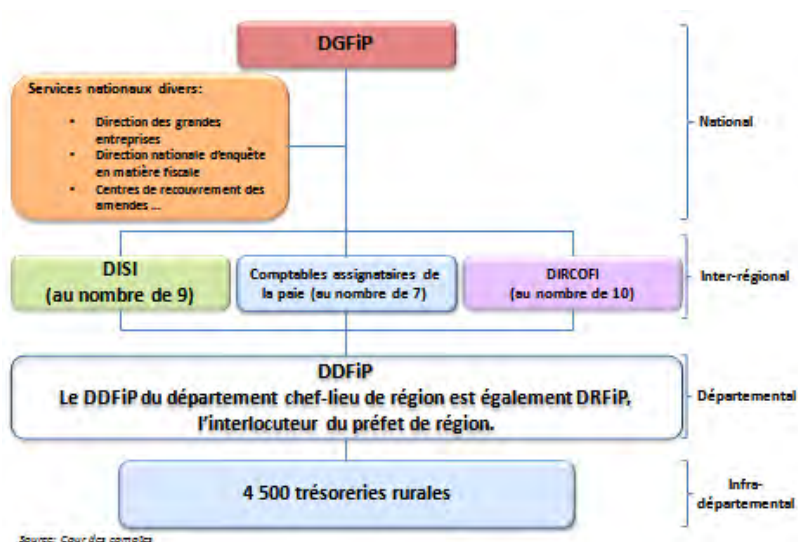 DGFiP
Services nationaux divers:
• Direction des grandes
entreprises
• Direction nationale d'enquête
en matière fiscale
• Centres de recouvrement des
amendes ...
National
DISI
(au nombre de 9)
Comptables assignataires de
la paie (au nombre de 7)
DIRCOFI
(au nombre de 10)
Inter-régional
DDFiP
Le DDFiP du département chef-lieu de région est également DRFiP,
l'interlocuteur du préfet de région.
Départemental
4 500 trésoreries rurales
Infra-
départemental
Source: Cour des comptes